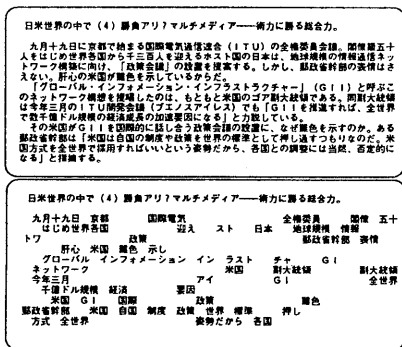 日米世界の中で（４）勝負アリ？マルチメディア――術力に勝る総合力。
九月十九日に京都で始まる国際電気通信連合（ＩＴＵ）の全権委員会議。閣僚五十
人をはじめ世界各国から千三百人を迎えるホスト国の日本は、地球規模の情報通信ネッ
トワーク構築に向け、「政策会議」の設置を提案する。しかし、郵政省幹部の表情はさ
えない。肝心の米国が難色を示しているからだ。
「グローバル・インフォメーション・インフラストラクチャー」（ＧＩＩ）と呼ぶこ
のネットワーク構想を提唱したのは、もともと米国のゴア副大統領である。同副大統領
は今年三月のＩＴＵ開発会議（ブエノスアイレス）でも「ＧＩＩを推進すれば、全世界
で数千億ドル規模の経済成長の加速要因になる」と力説している。
その米国がＧＩＩを国際的に話し合う政策会議の設置に、なぜ難色を示すのか。ある
郵政省幹部は「米国は自国の制度や政策を世界の標準として押し通すつもりなのだ。米
国方式を全世界で採用すればいいという姿勢だから、各国との調整には当然、否定的に
なる」と指摘する。
日米世界の中で（４）勝負アリ？マルチメディア――術力に勝る総合力。
九月十九日 京都 国際電気 全権委員 閣僚 五十
はじめ世界各国 迎え スト 日本 地球規模 情報
トワ 政策 郵政省幹部 表情
肝心 米国 難色 示し
グローバル インフォメーション イン ラスト チャ ＧＩ
ネットワーク 米国 副大統領 副大統領
今年三月 アイ ＧＩ 全世界
千億ドル規模 経済 要因
米国 ＧＩ 国際 政策 難色
郵政省幹部 米国 自国 制度 政策 世界 標準 押し
方式 全世界 姿勢だから 各国